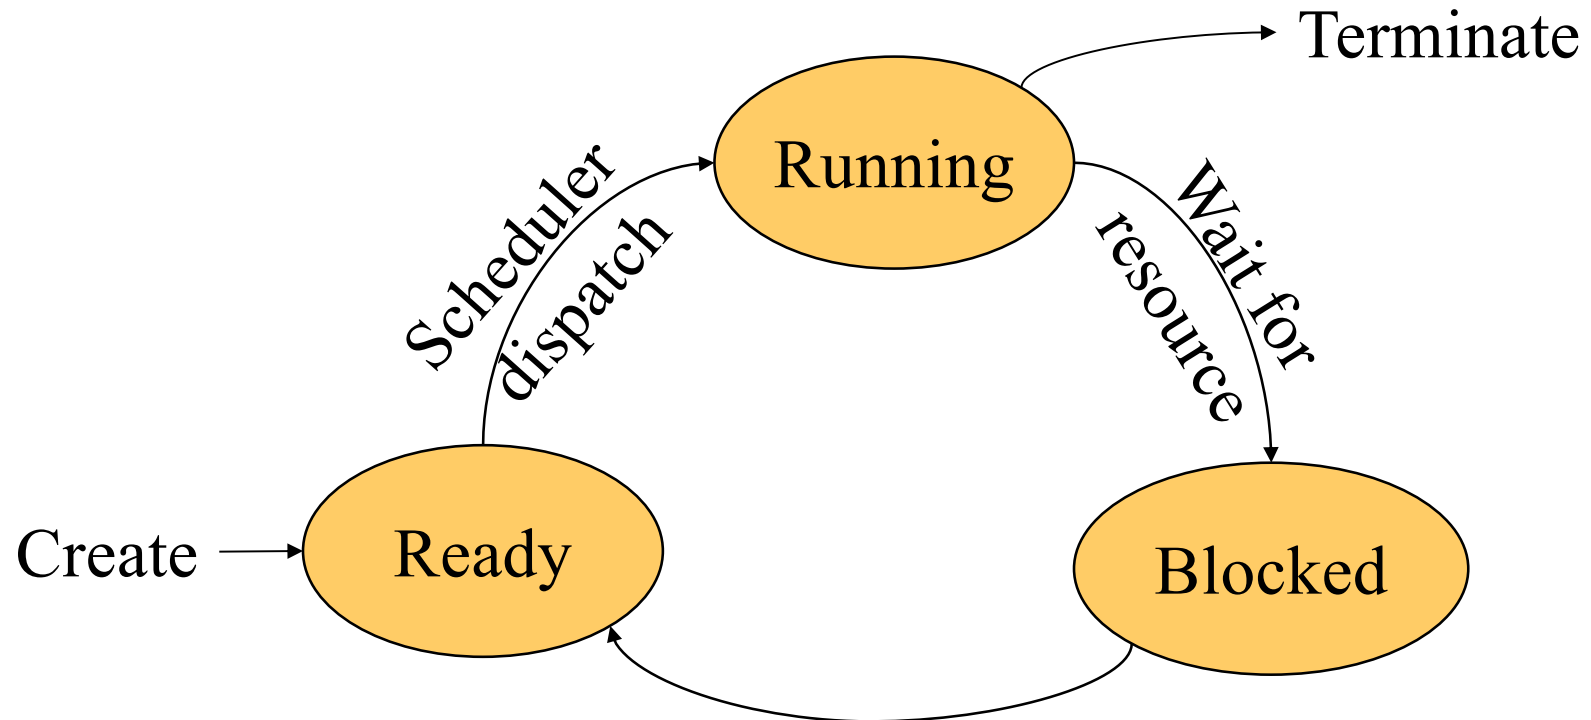 Terminate
Running
Scheduler
dispatch
Wait for
resource
Create
Ready
Blocked